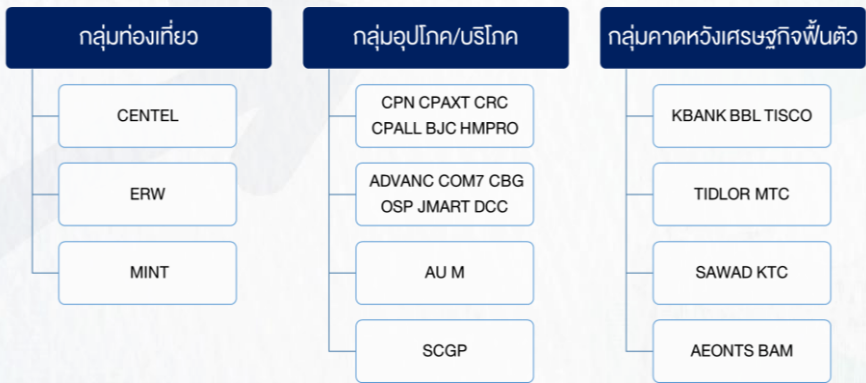 กลุ่มท่องเที่ยว
CENTEL
ERW
MINT
กลุ่มอุปโภค/บริโภค
CPN CPAXT CRC
CPALL BJC HMPRO
ADVANC COM7 CBG
OSP JMART DCC
AU M
SCGP
กลุ่มคาดหวังเศรษฐกิจฟื้นตัว
KBANK BBL TISCO
TIDLOR MTC
SAWAD KTC
AEONTS BAM